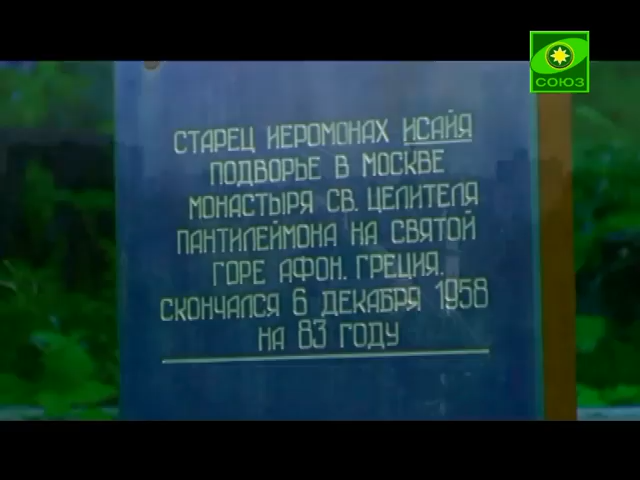 СОЮЗ
СТАРЕЦ ИЕРОМОНАХ ИСАЙЯ
ПОДВОРЬЕ В МОСКВЕ
МОНАСТЫРЯ СВ. ЦЕЛИТЕЛЯ
ПАНТИЛЕЙМОНА НА СВЯТОЙ
ГОРЕ АФОН. ГРЕЦИЯ.
СКОНЧАЛСЯ 6 ДЕКАБРЯ 1958
НА 83 ГОДУ